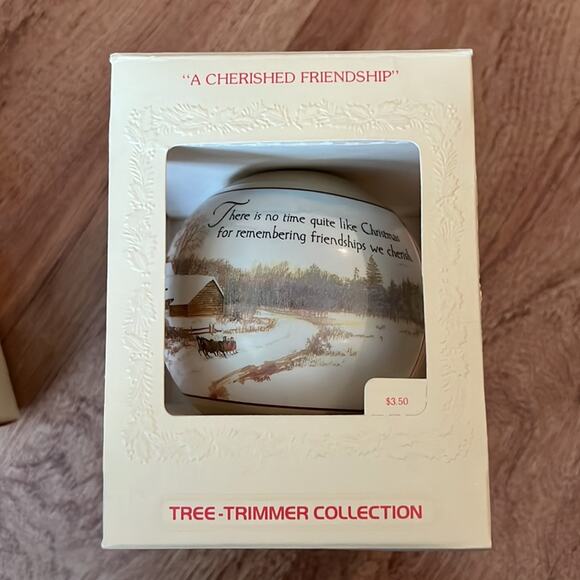 “A CHERISHED FRIENDSHIP”
There is no time quite like Christmas
for remembering friendships we cherish.
$3.50
TREE-TRIMMER COLLECTION